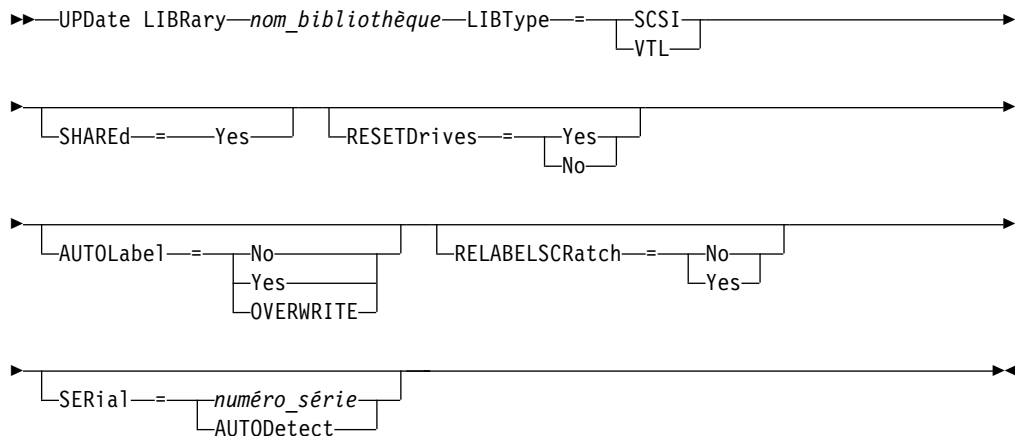 UPDate LIBRary nom_bibliothèque LIBType = SCSI
VTL
SHAREd = Yes RESETDrives = Yes
No
AUTOLabel = No RELABELSCRatch = No
Yes Yes
OVERWRITE
SERial = numéro_série
AUTODetect